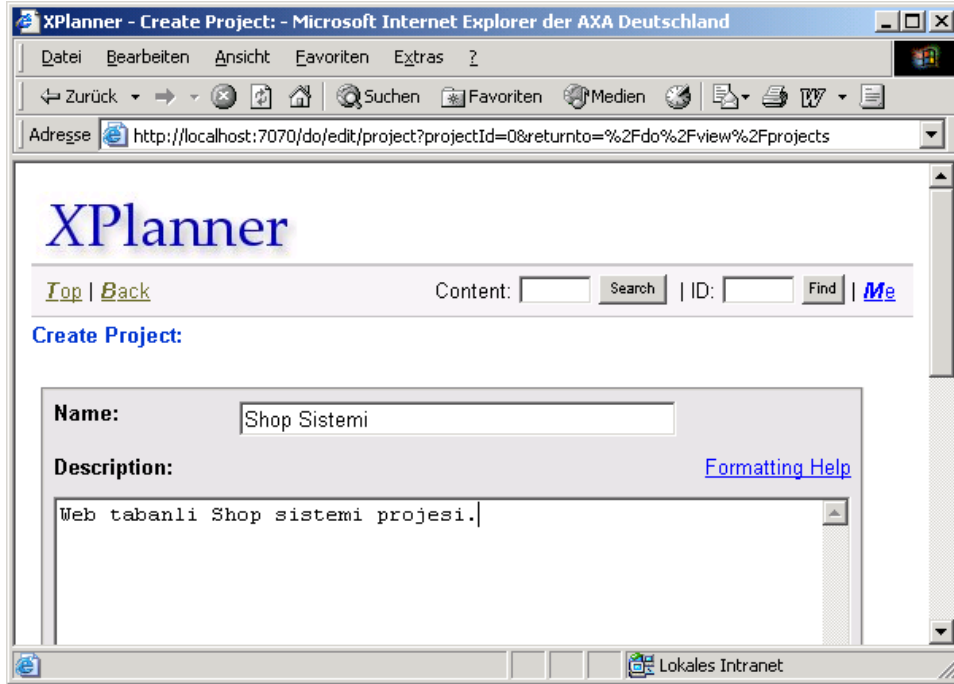 XPlanner - Create Project: - Microsoft Internet Explorer der AXA Deutschland
Datei Bearbeiten Ansicht Favoriten Extras ?
Zurück Suchen Favoriten Medien
Adresse http://localhost:7070/do/edit/project?projectId=0&returnto=%2Fdo%2Fview%2Fprojects
XPlanner
Top | Back Content: Search | ID: Find | Me
Create Project:
Name: Shop Sistemi
Description: Formatting Help
Web tabanli Shop sistemi projesi.
Lokales Intranet